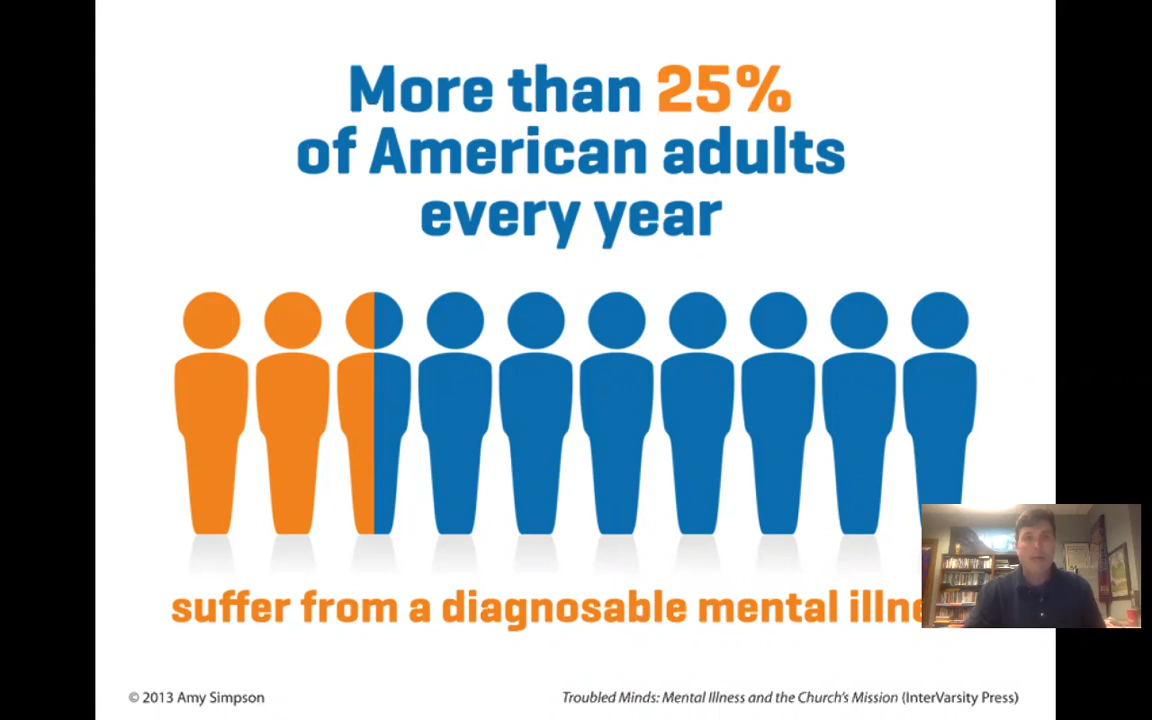 More than 25%
of American adults
every year
suffer from a diagnosable mental
© 2013 Amy Simpson
Troubled Minds: Mental Illness and the Church's Mission (InterVarsity Press)